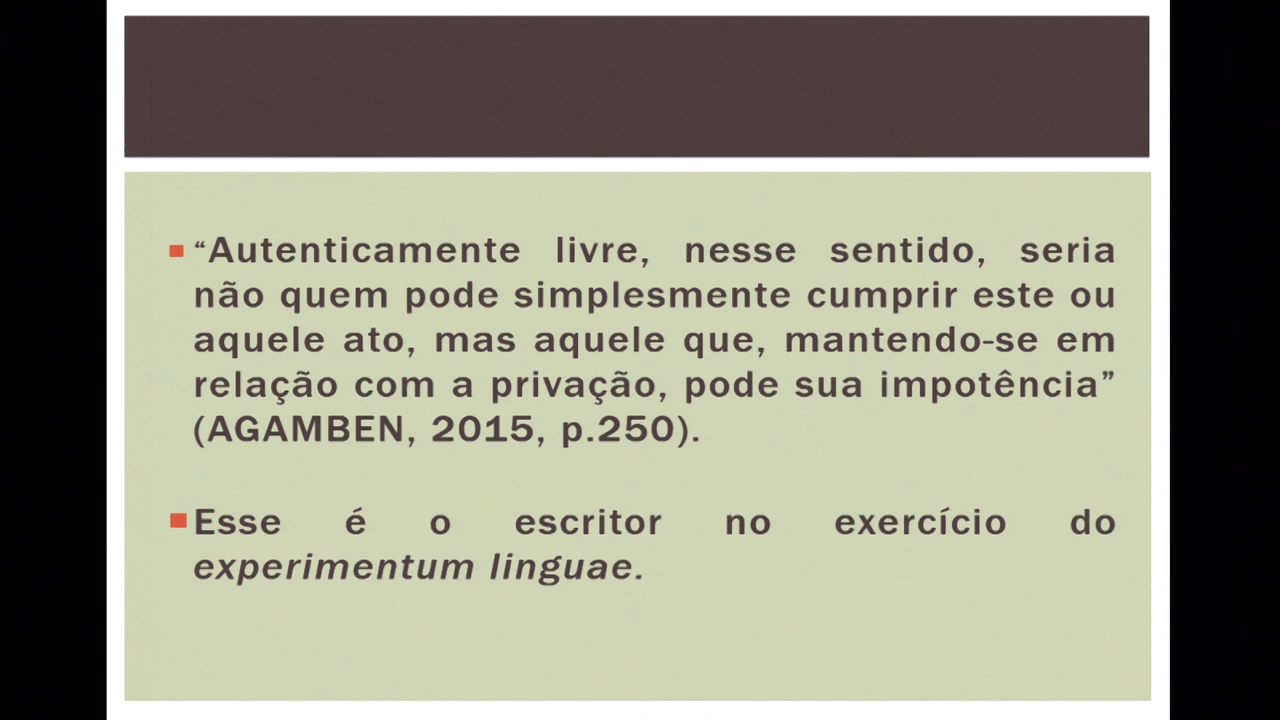 “Autenticamente livre, nesse sentido, seria
não quem pode simplesmente cumprir este ou
aquele ato, mas aquele que, mantendo-se em
relação com a privação, pode sua impotência”
(AGAMBEN, 2015, p.250).
Esse é o escritor no exercício do
experimentum linguae.